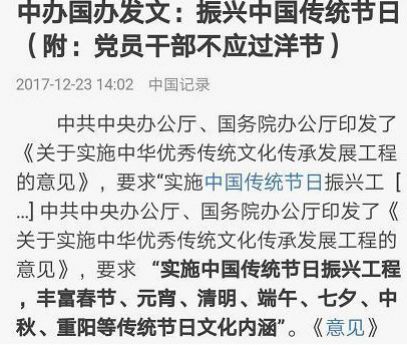 中办国办发文：振兴中国传统节日
（附：党员干部不应过洋节）
2017-12-23 14:02 中国记录
中共中央办公厅、国务院办公厅印发了
《关于实施中华优秀传统文化传承发展工程
的意见》，要求“实施中国传统节日振兴工 [
...] 中共中央办公厅、国务院办公厅印发了《
关于实施中华优秀传统文化传承发展工程的
意见》，要求 “实施中国传统节日振兴工程
，丰富春节、元宵、清明、端午、七夕、中
秋、重阳等传统节日文化内涵”。《意见》